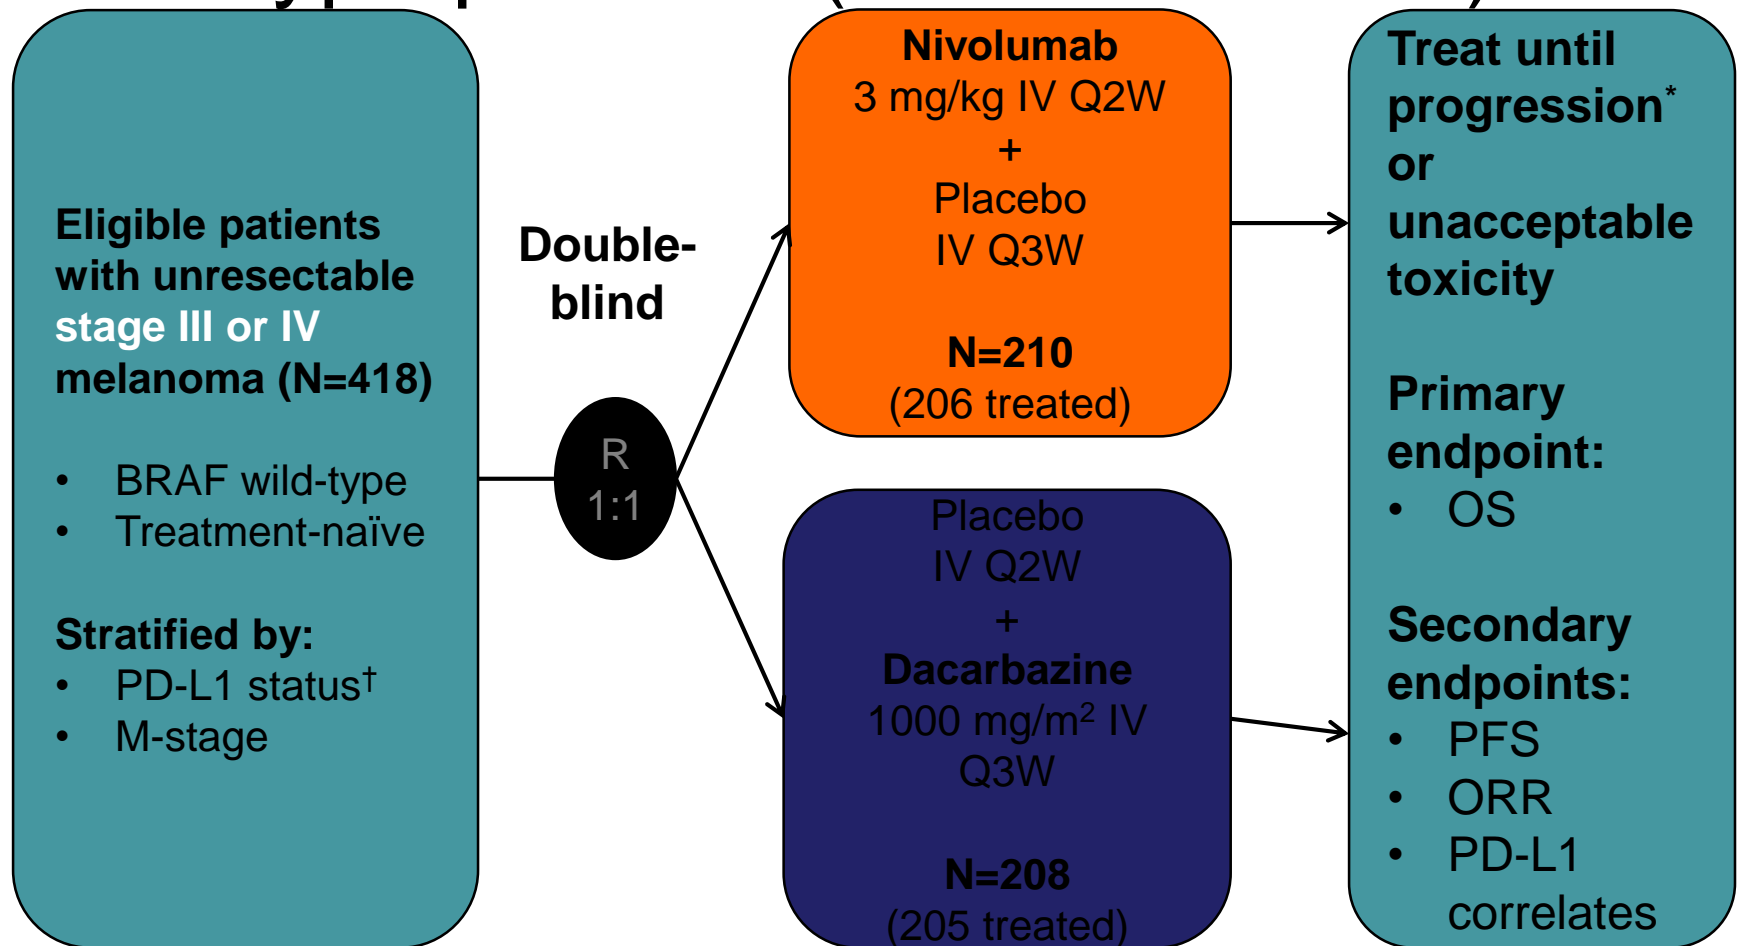 Eligible patients
with unresectable
stage III or IV
melanoma (N=418)
• BRAF wild-type
• Treatment-naïve
Stratified by:
• PD-L1 status†
• M-stage
Double-
blind
R
1:1
Nivolumab
3 mg/kg IV Q2W
+
Placebo
IV Q3W
N=210
(206 treated)
Placebo
IV Q2W
+
Dacarbazine
1000 mg/m² IV
Q3W
N=208
(205 treated)
Treat until
progression*
or
unacceptable
toxicity
Primary
endpoint:
• OS
Secondary
endpoints:
• PFS
• ORR
• PD-L1
correlates